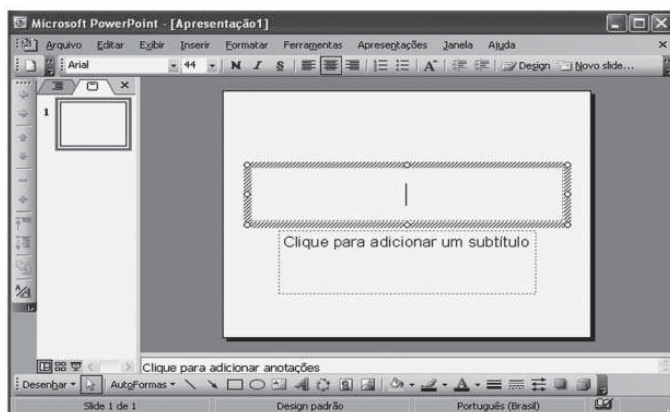 Microsoft PowerPoint - [Apresentação1]
Arquivo Editar Exibir Inserir Formatar Ferramentas Apresentações Janela Ajuda
Arial 44 N I S A Design Novo slide...
1
Clique para adicionar um subtítulo
Clique para adicionar anotações
Desenhar AutoFormas A
Slide 1 de 1 Design padrão Português (Brasil)